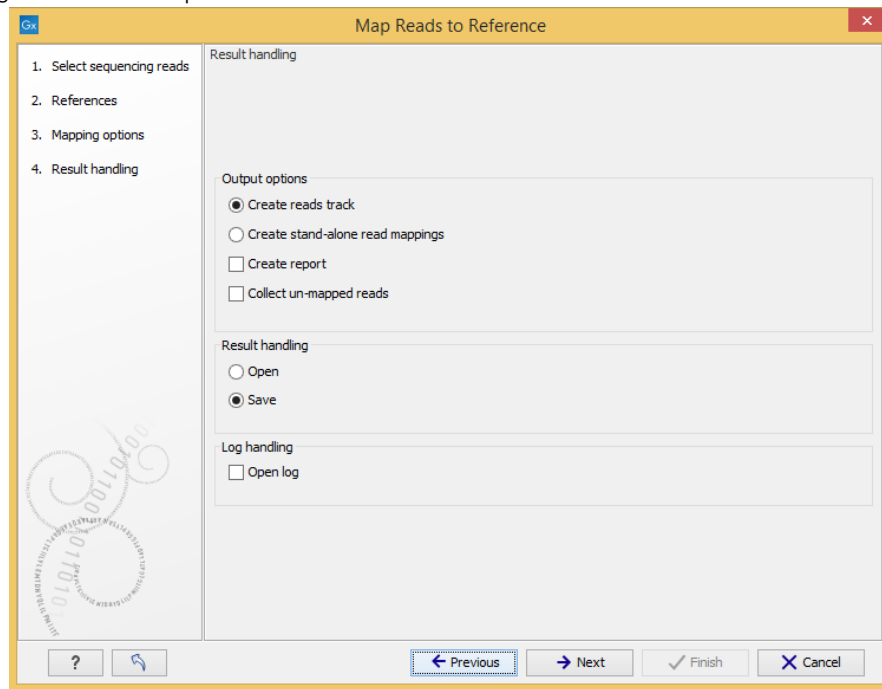 Gx
Map Reads to Reference
1. Select sequencing reads
2. References
3. Mapping options
4. Result handling
Result handling
Output options
Create reads track
Create stand-alone read mappings
Create report
Collect un-mapped reads
Result handling
Open
Save
Log handling
Open log
?
Previous
Next
Finish
Cancel